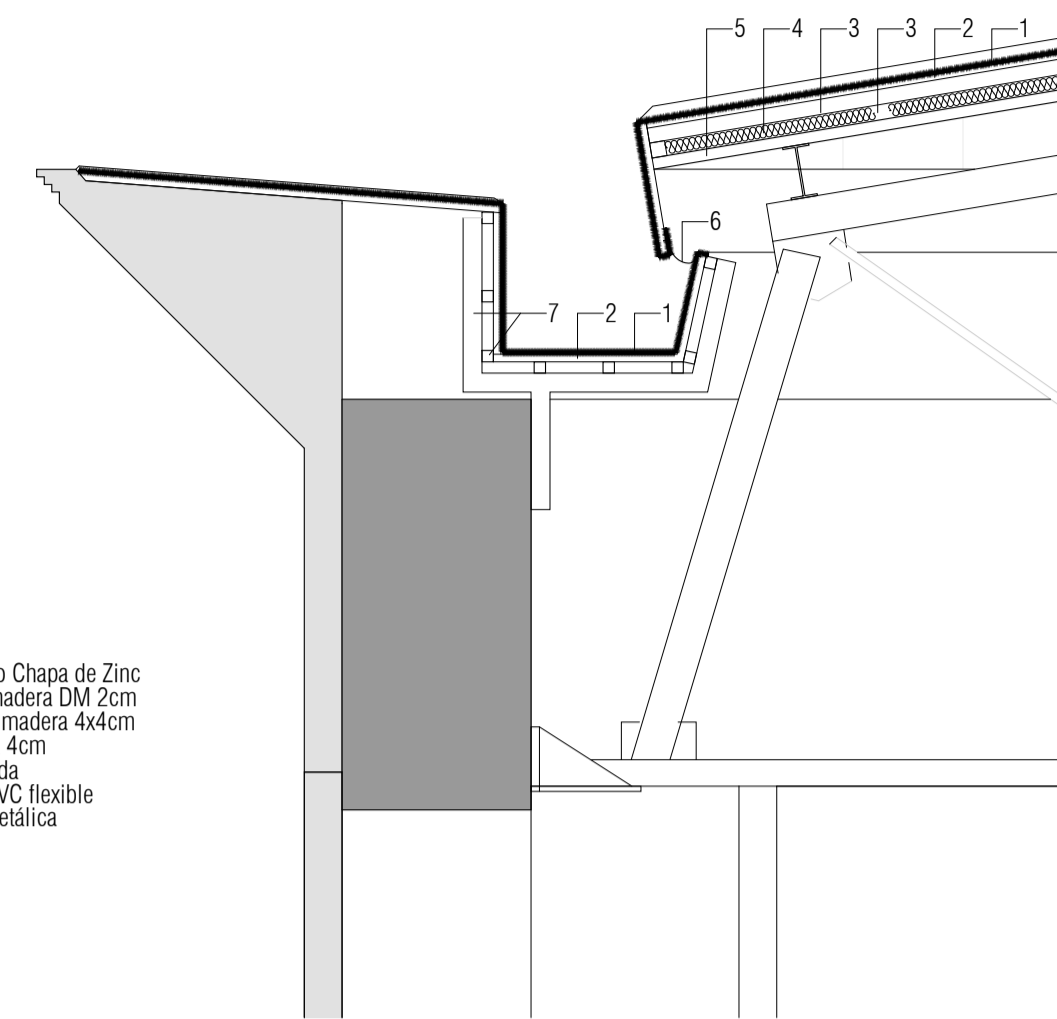 5 4 3 3 2 1
6
7 2 1
o Chapa de Zinc
nadera DM 2cm
madera 4x4cm
4cm
da
VC flexible
etálica